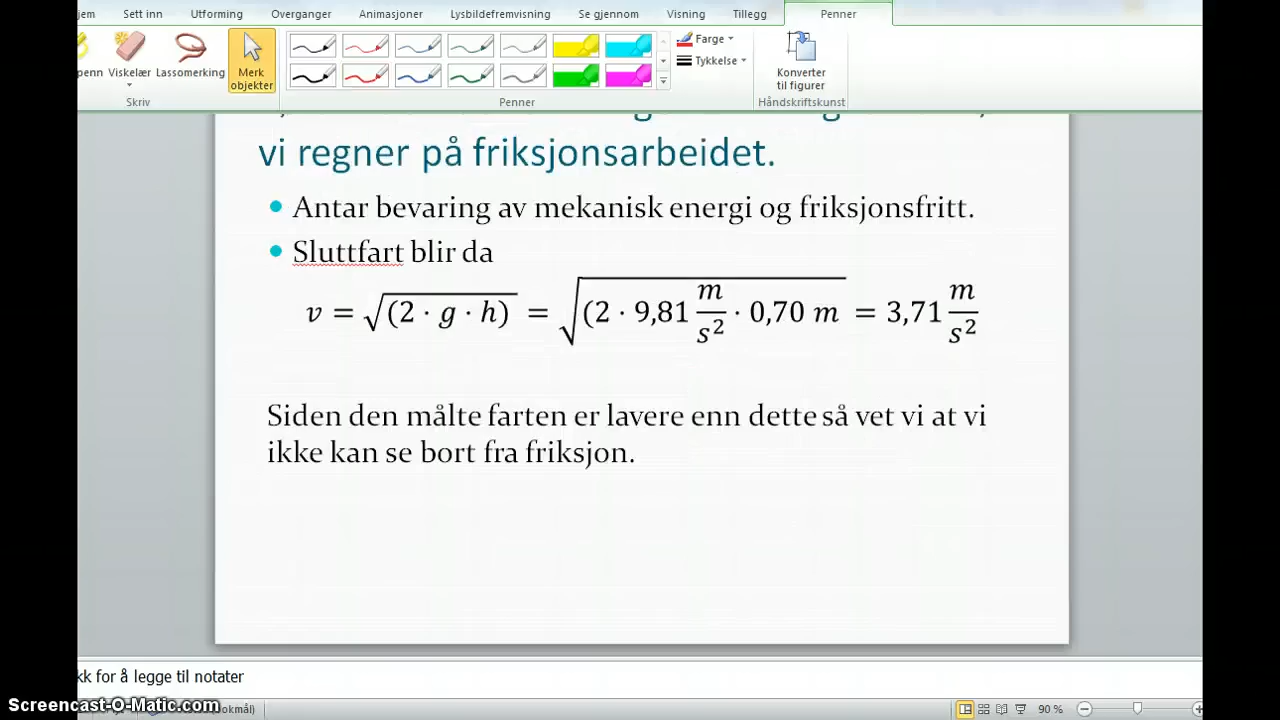 jem Sett inn Utforming Overganger Animasjoner Lysbildefremvisning Se gjennom Visning Tillegg Penner
penn Viskelær Lassomerking Merk objekter Farge Tykkelse Konverter til figurer
Skriv Penner Håndskriftskunst
vi regner på friksjonsarbeidet.
Antar bevaring av mekanisk energi og friksjonsfritt.
Sluttfart blir da
v = √(2 · g · h) = √(2 · 9,81 m/s² · 0,70 m = 3,71 m/s²
Siden den målte farten er lavere enn dette så vet vi at vi
ikke kan se bort fra friksjon.
kk for å legge til notater
Screencast-O-Matic.com okmål) 90 %